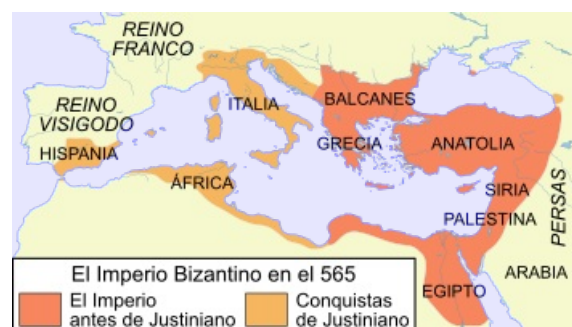 REINO
FRANCO
REINO
VISIGODO
HISPANIA
ITALIA
BALCANES
GRECIA
ANATOLIA
ÁFRICA
SIRIA
PALESTINA
PERSAS
ARABIA
EGIPTO
El Imperio Bizantino en el 565
El Imperio
antes de Justiniano
Conquistas
de Justiniano